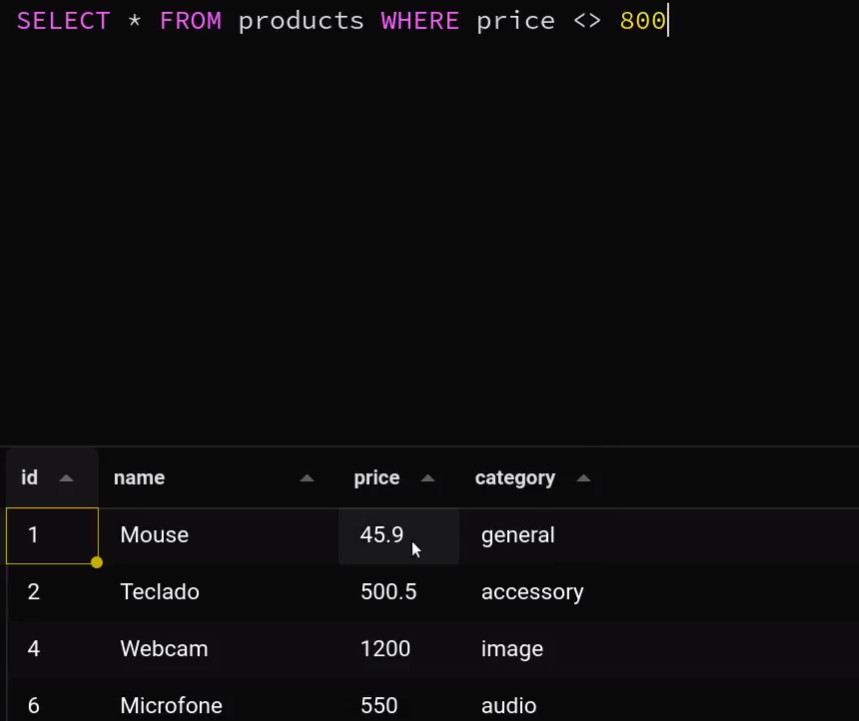 SELECT * FROM products WHERE price <> 800
id name price category
1 Mouse 45.9 general
2 Teclado 500.5 accessory
4 Webcam 1200 image
6 Microfone 550 audio